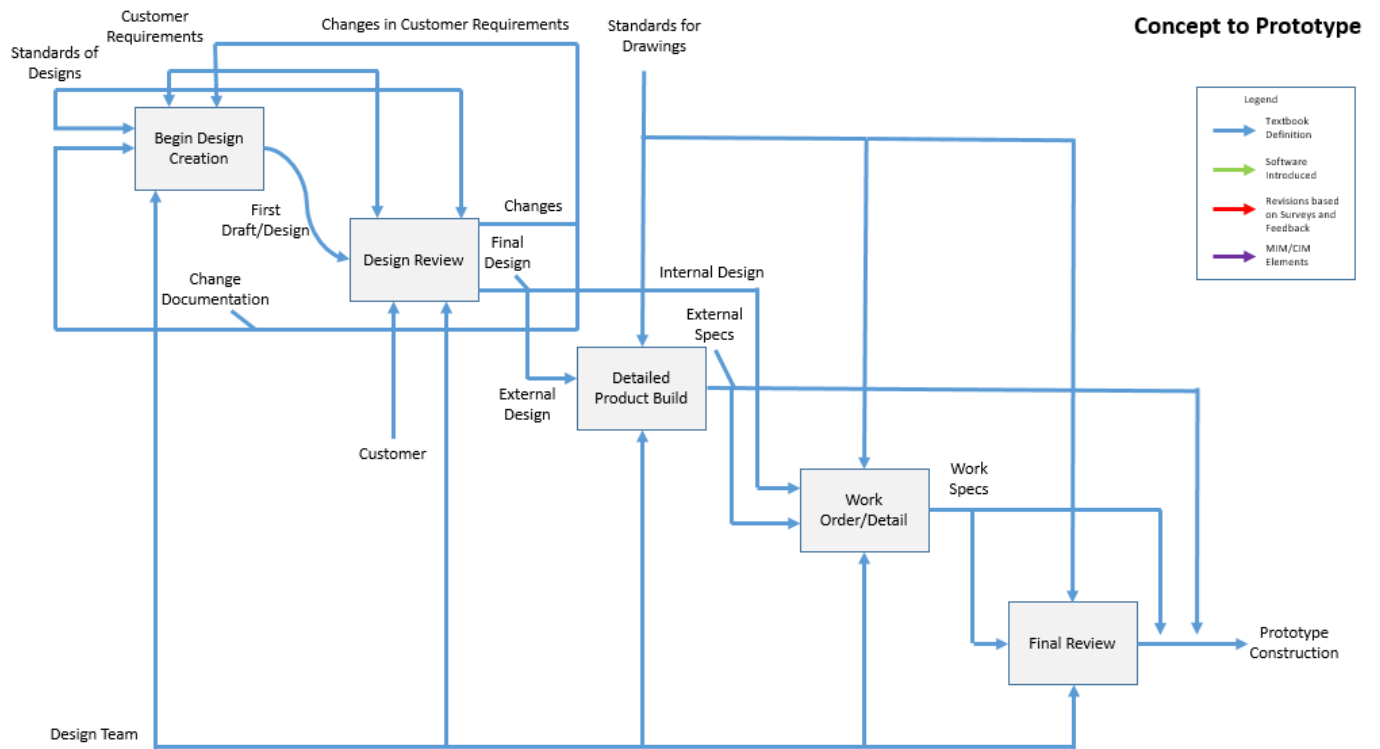 Customer
Requirements
Changes in Customer Requirements
Standards for
Drawings
Concept to Prototype
Standards of
Designs
Legend
Textbook
Definition
Software
Introduced
Revisions based
on Surveys and
Feedback
MIM/CIM
Elements
Begin Design
Creation
First
Draft/Design
Changes
Design Review
Final
Design
Internal Design
Change
Documentation
External
Specs
Detailed
Product Build
External
Design
Customer
Work
Order/Detail
Work
Specs
Final Review
Prototype
Construction
Design Team